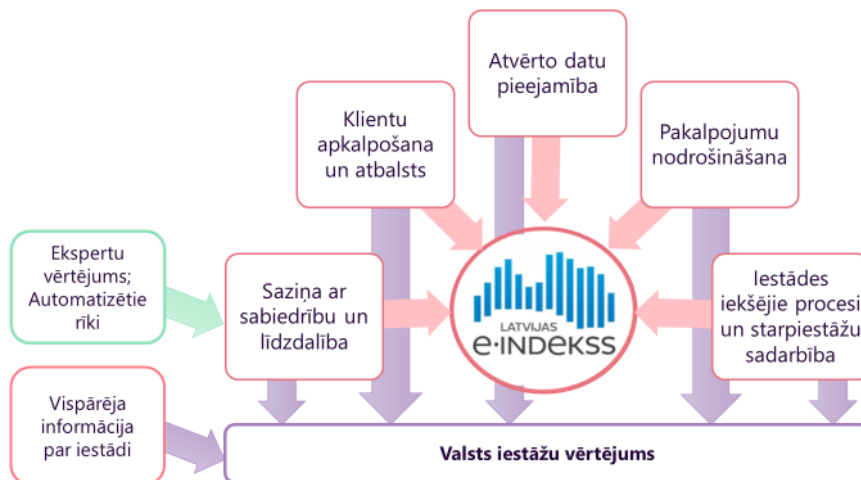 Atvērto datu
pieejamība
Klientu
apkalpošana
un atbalsts
Pakalpojumu
nodrošināšana
Ekspertu
vērtējums;
Automatizētie
rīki
Saziņa ar
sabiedrību un
līdzdalība
LATVIJAS
e-INDEKSS
Iestādes
iekšējie procesi
un starpiestāžu
sadarbība
Vispārēja
informācija
par iestādi
Valsts iestāžu vērtējums